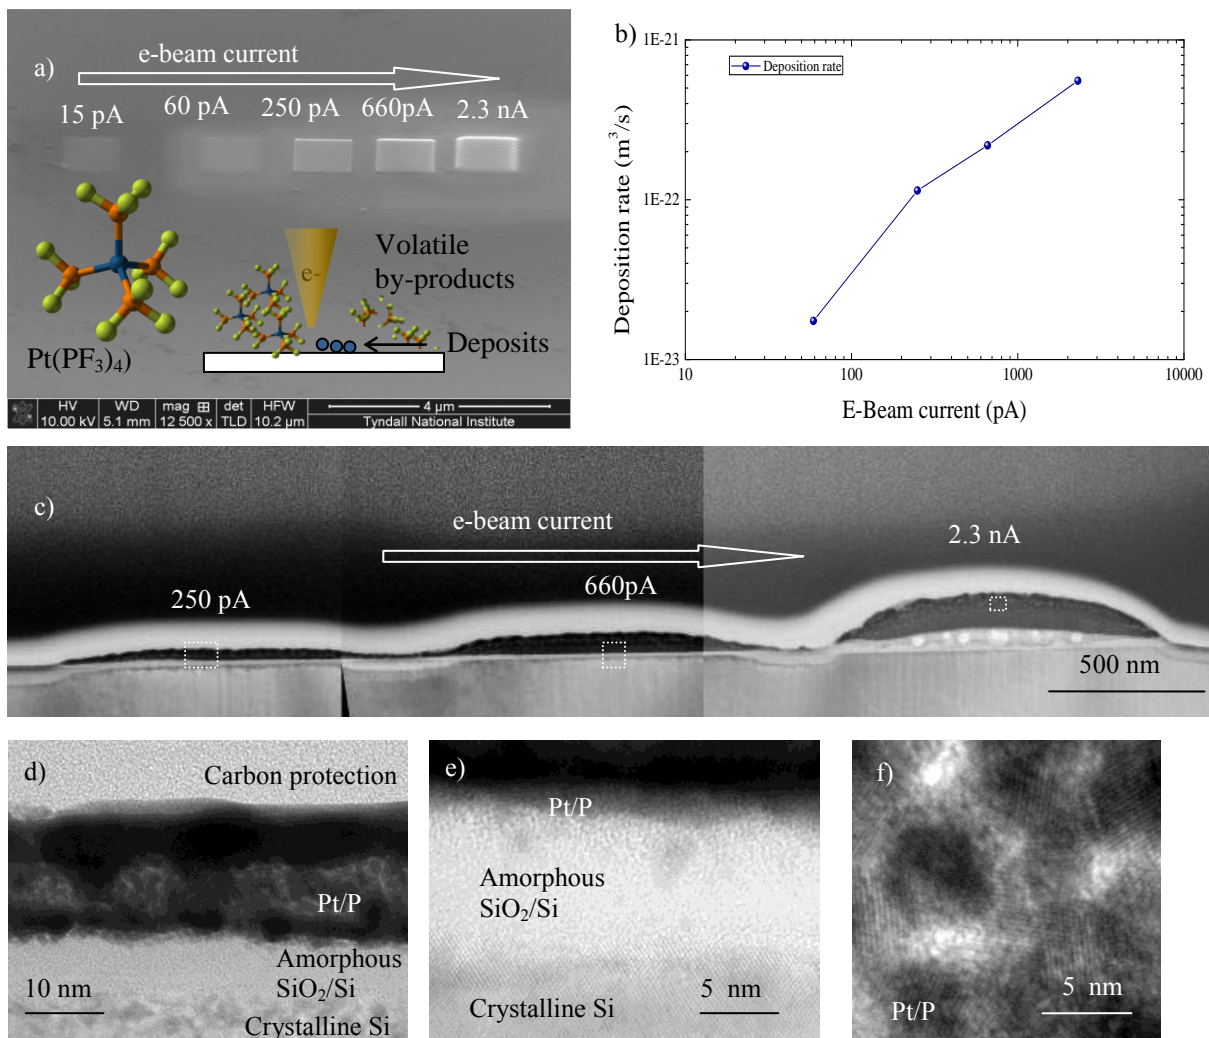 a)
e-beam current
15 pA
60 pA
250 pA
660pA
2.3 nA
Volatile
by-products
e-
Pt(PF3)4)
Deposits
HV
WD
mag
det
HFW
4 µm
10.00 kV
5.1 mm
12 500 x
TLD
10.2 µm
Tyndall National Institute
b)
1E-21
1E-22
1E-23
Deposition rate
Deposition rate (m³/s)
10
100
1000
10000
E-Beam current (pA)
c)
e-beam current
250 pA
660pA
2.3 nA
500 nm
d)
Carbon protection
Pt/P
Amorphous
SiO2/Si
10 nm
Crystalline Si
e)
Pt/P
Amorphous
SiO2/Si
5 nm
Crystalline Si
f)
5 nm
Pt/P